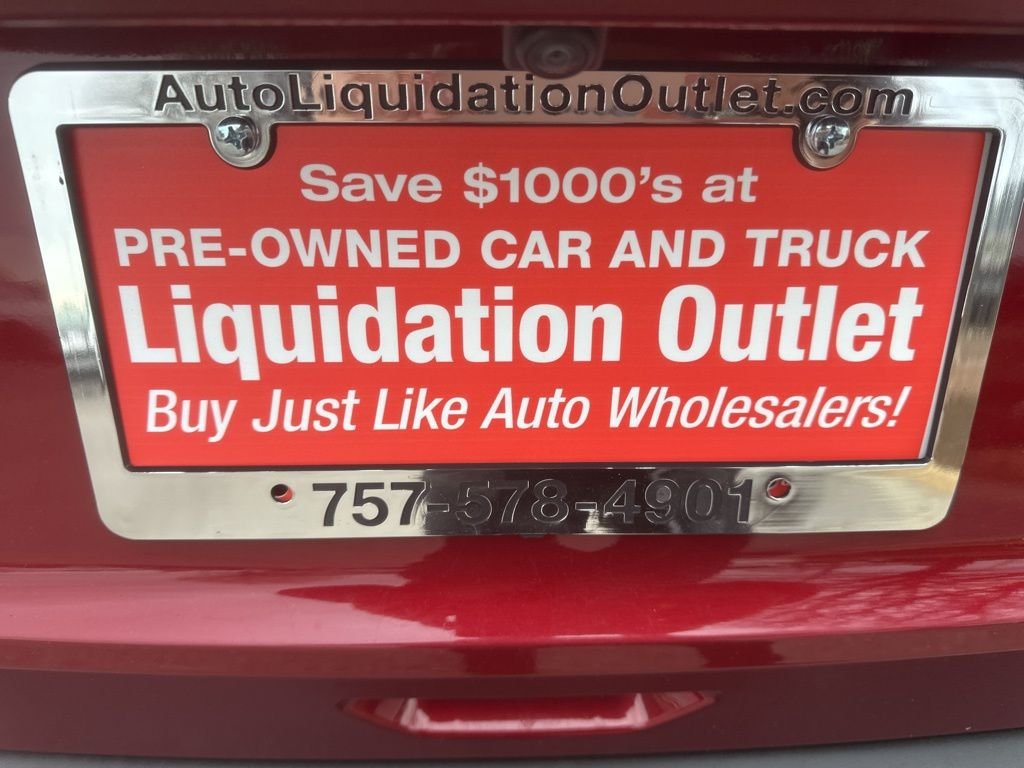 AutoLiquidationOutlet.com
Save $1000's at
PRE-OWNED CAR AND TRUCK
Liquidation Outlet
Buy Just Like Auto Wholesalers!
757-578-4901